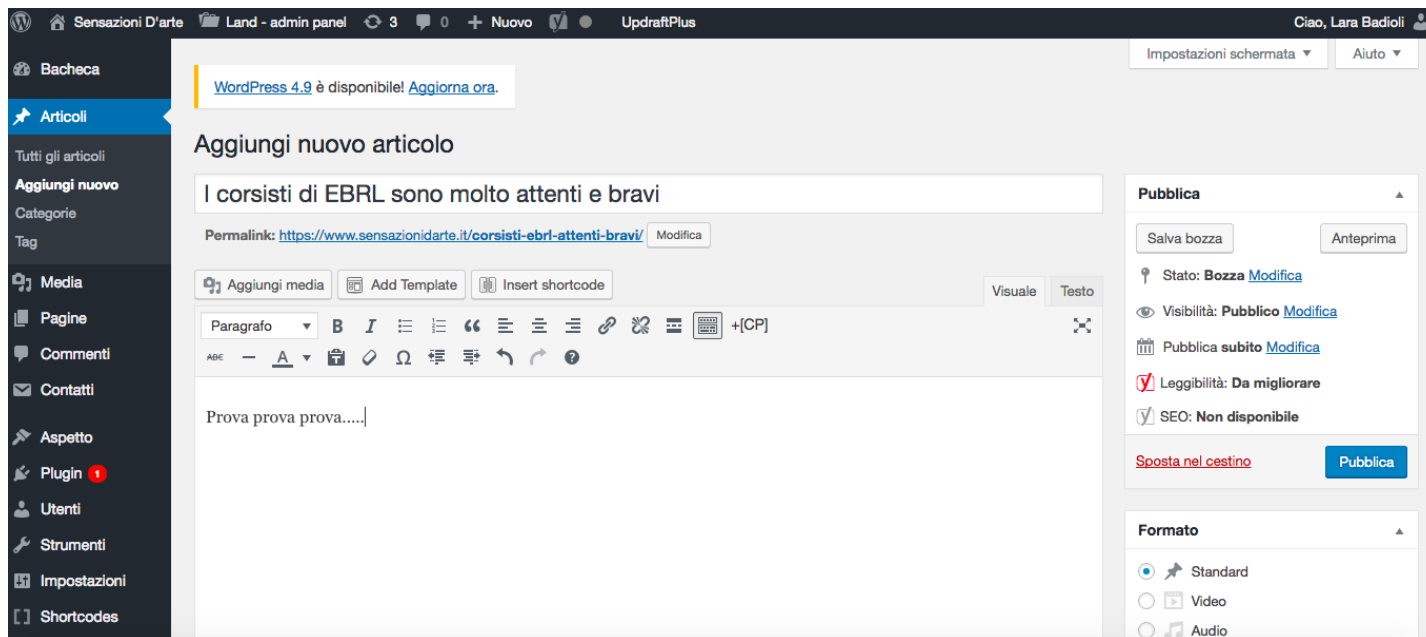 Sensazioni D'arte Land - admin panel 3 0 + Nuovo UpdraftPlus Ciao, Lara Badioli
Impostazioni schermata ▼ Aiuto ▼
Bacheca
Articoli
Tutti gli articoli
Aggiungi nuovo
Categorie
Tag
Media
Pagine
Commenti
Contatti
Aspetto
Plugin 1
Utenti
Strumenti
Impostazioni
[ ] Shortcodes
WordPress 4.9 è disponibile! Aggiorna ora.
Aggiungi nuovo articolo
I corsisti di EBRL sono molto attenti e bravi
Permalink: https://www.sensazionidarte.it/corsisti-ebrl-attenti-bravi/ Modifica
Aggiungi media Add Template Insert shortcode
Visuale Testo
Paragrafo ▼ B I “ +[CP]
ABC — A ▼ Ω ?
Prova prova prova.....
Pubblica
Salva bozza Anteprima
Stato: Bozza Modifica
Visibilità: Pubblico Modifica
Pubblica subito Modifica
Leggibilità: Da migliorare
SEO: Non disponibile
Sposta nel cestino Pubblica
Formato
Standard
Video
Audio